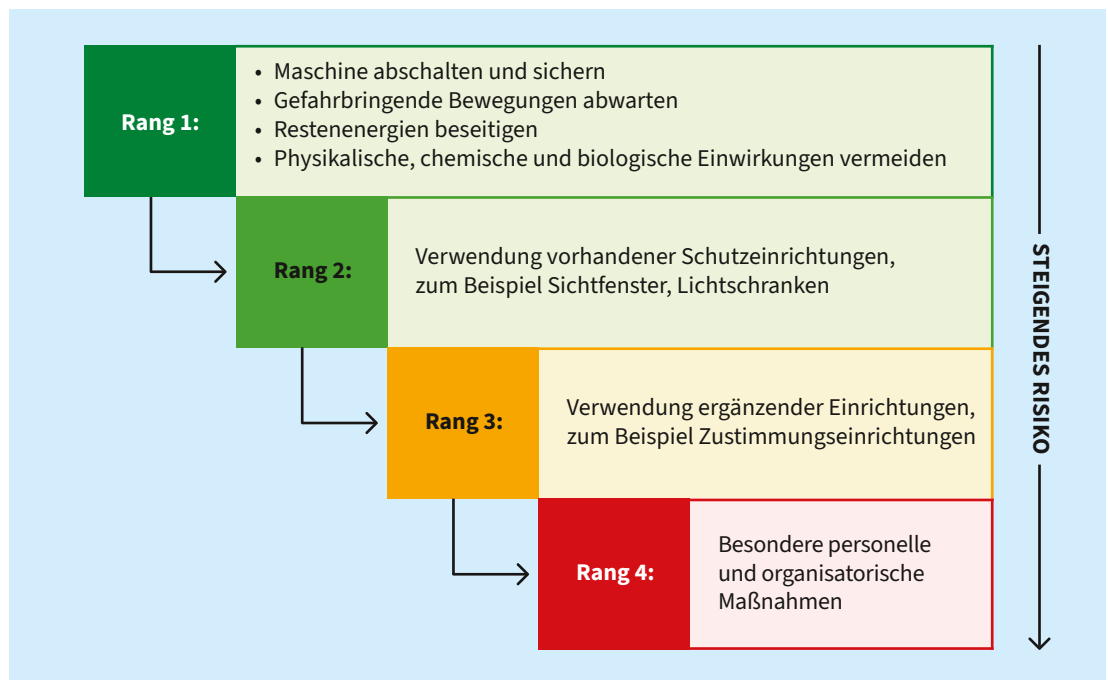 Rang 1:
• Maschine abschalten und sichern
• Gefahrbringende Bewegungen abwarten
• Restenenergien beseitigen
• Physikalische, chemische und biologische Einwirkungen vermeiden
Rang 2:
Verwendung vorhandener Schutzeinrichtungen,
zum Beispiel Sichtfenster, Lichtschranken
Rang 3:
Verwendung ergänzender Einrichtungen,
zum Beispiel Zustimmungseinrichtungen
Rang 4:
Besondere personelle
und organisatorische
Maßnahmen
STEIGENDES RISIKO